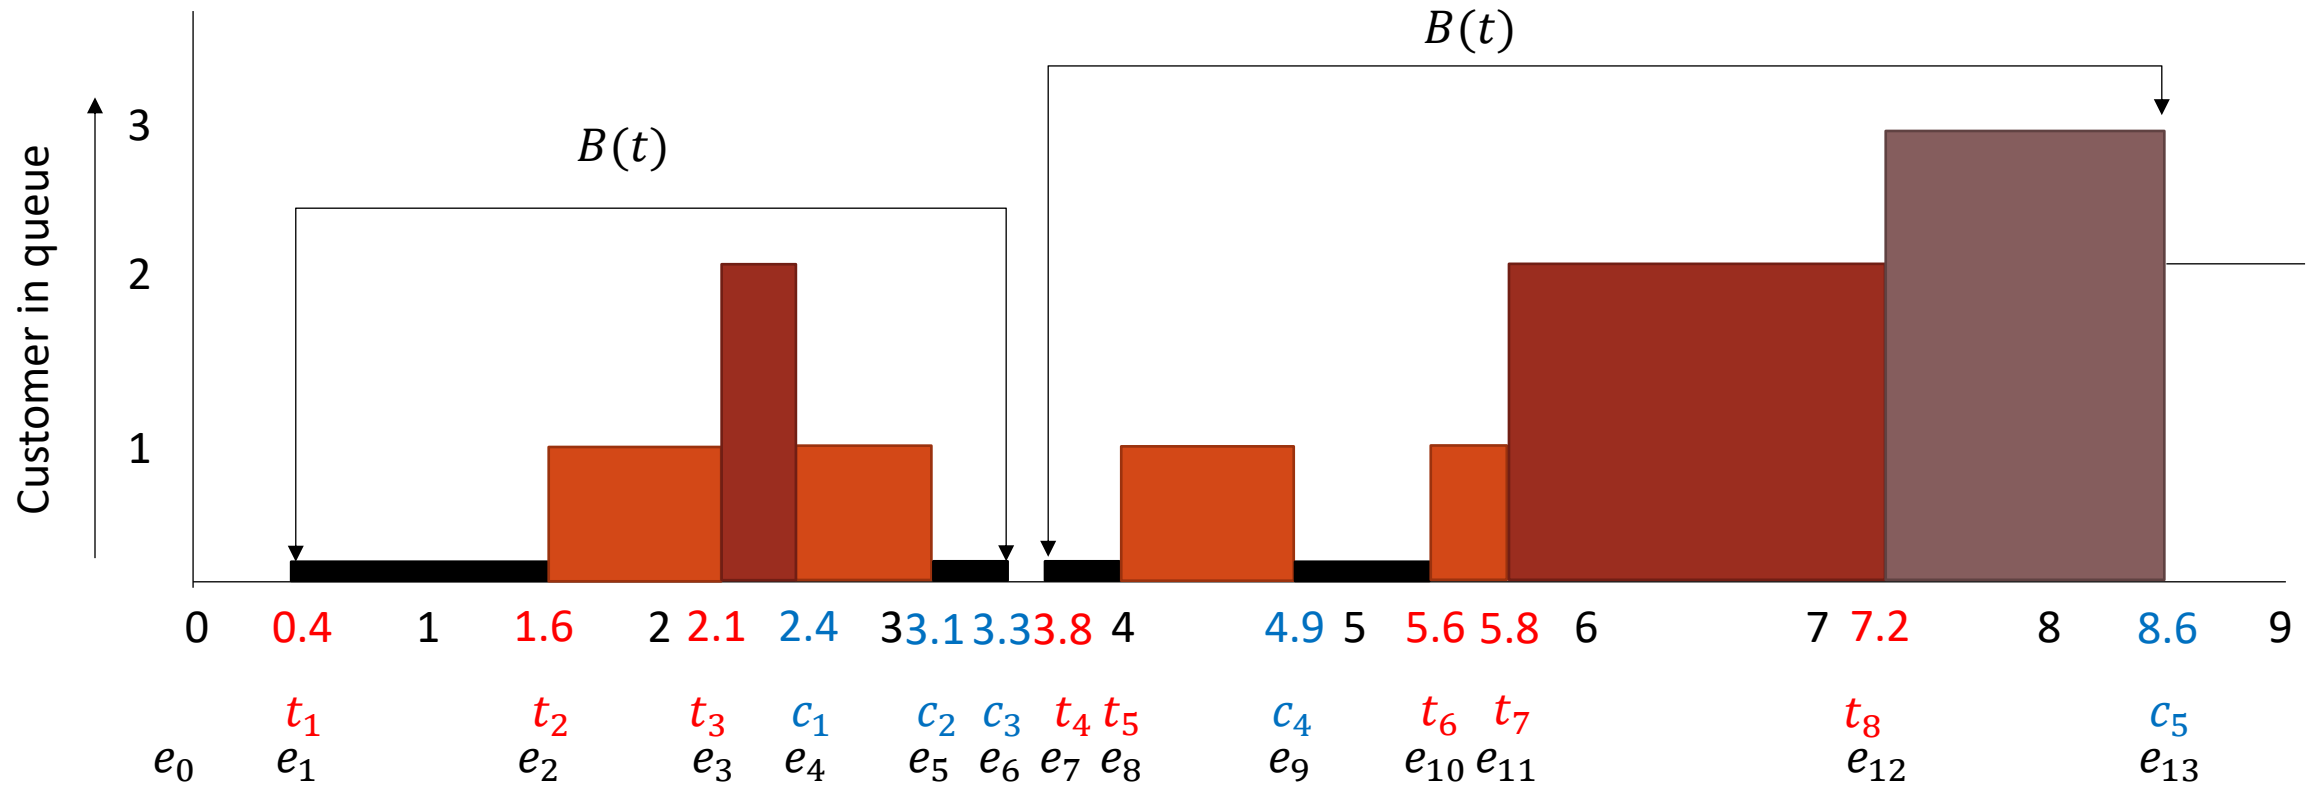 B(t)
B(t)
Customer in queue
3
2
1
0 0.4 1 1.6 2 2.1 2.4 3 3.1 3.3 3.8 4 4.9 5 5.6 5.8 6 7 7.2 8 8.6 9
t₁ t₂ t₃ c₁ c₂ c₃ t₄ t₅ c₄ t₆ t₇ t₈ c₅
e₀ e₁ e₂ e₃ e₄ e₅ e₆ e₇ e₈ e₉ e₁₀ e₁₁ e₁₂ e₁₃